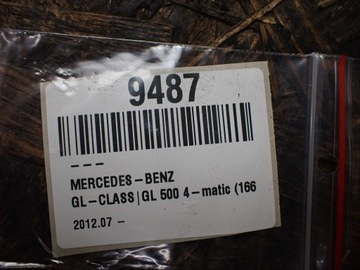 9487
---
MERCEDES-BENZ
GL-CLASS|GL 500 4-matic (166
2012.07 -